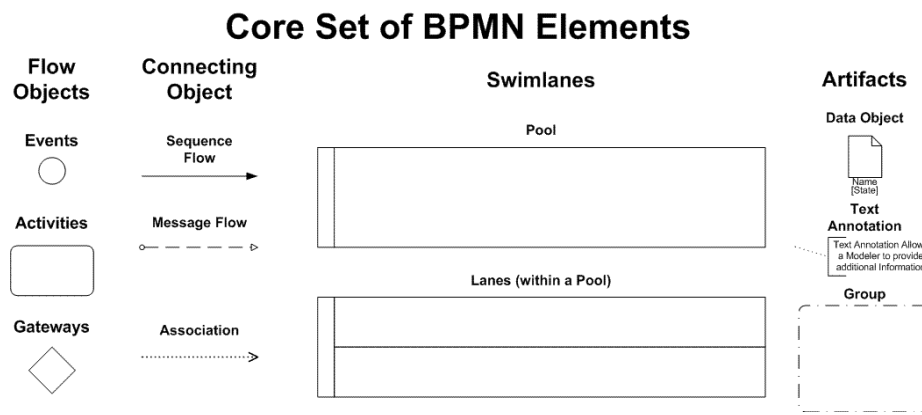 Core Set of BPMN Elements
Flow
Objects
Connecting
Object
Swimlanes
Artifacts
Events
Sequence
Flow
Pool
Data Object
Name
[State]
Activities
Message Flow
Text
Annotation
Text Annotation Allow
a Modeler to provide
additional Information
Lanes (within a Pool)
Group
Gateways
Association